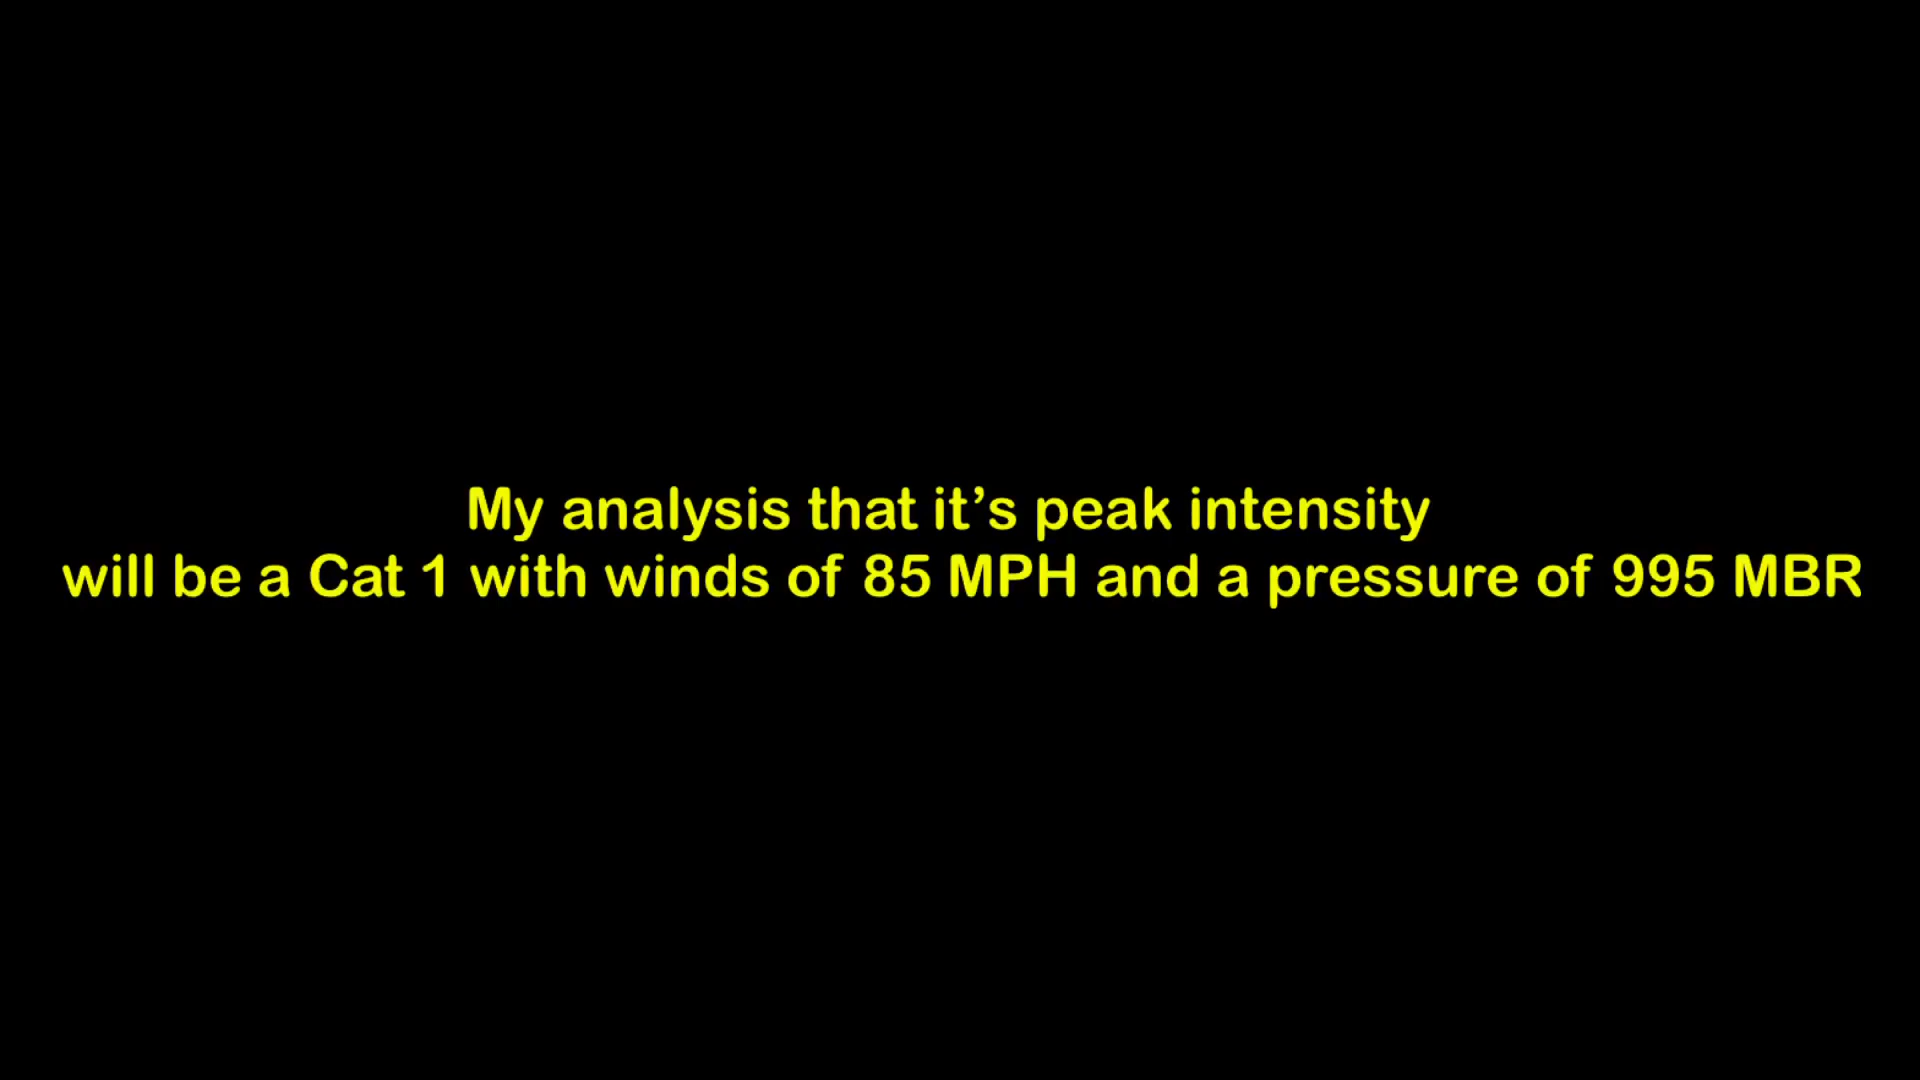 My analysis that it’s peak intensity
will be a Cat 1 with winds of 85 MPH and a pressure of 995 MBR